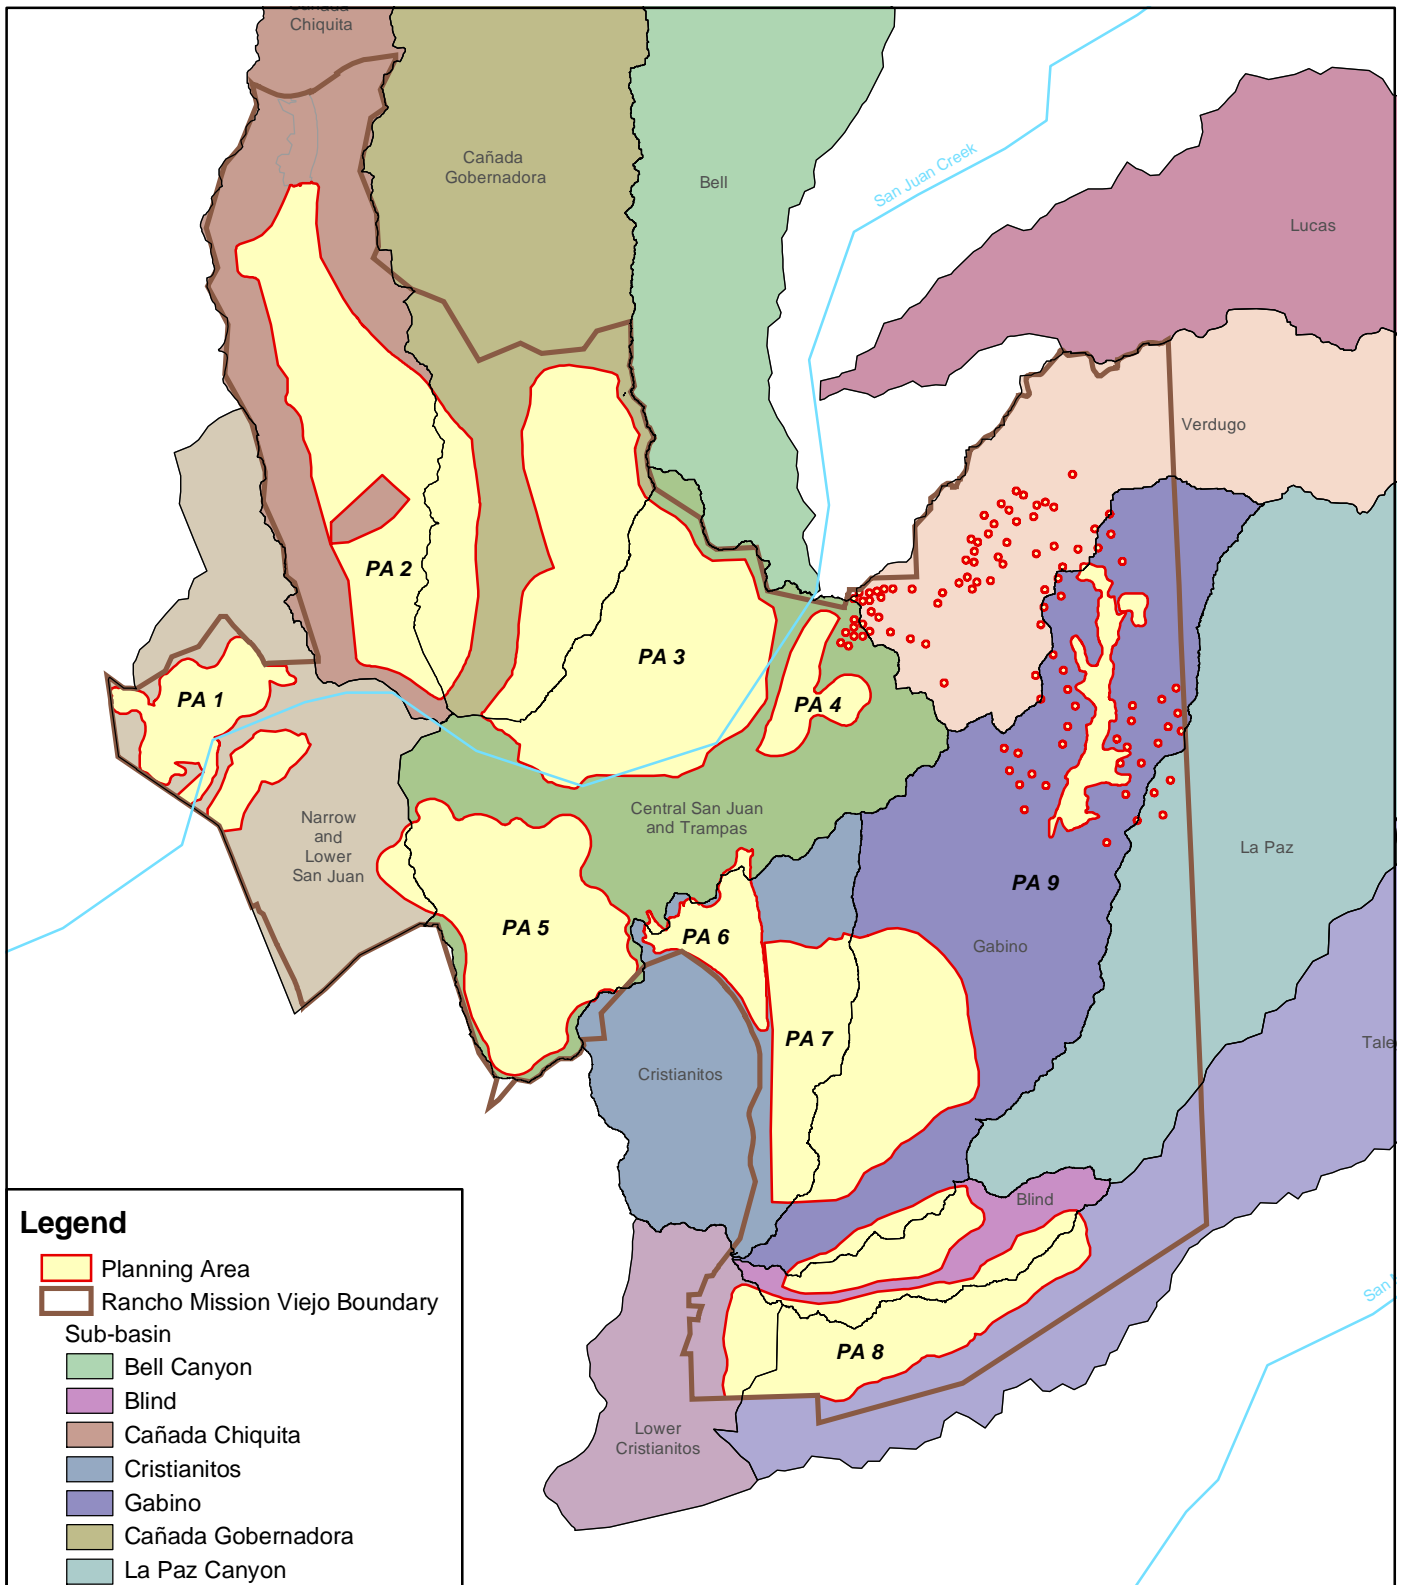 Cañada
Chiquita
Cañada
Gobernadora
Bell
San Juan Creek
Lucas
Verdugo
PA 2
PA 3
PA 1
PA 4
Narrow
and
Lower
San Juan
Central San Juan
and Trampas
La Paz
PA 9
PA 5
PA 6
Gabino
PA 7
Cristianitos
Tale
Blind
San
PA 8
Lower
Cristianitos
Legend
Planning Area
Rancho Mission Viejo Boundary
Sub-basin
Bell Canyon
Blind
Cañada Chiquita
Cristianitos
Gabino
Cañada Gobernadora
La Paz Canyon